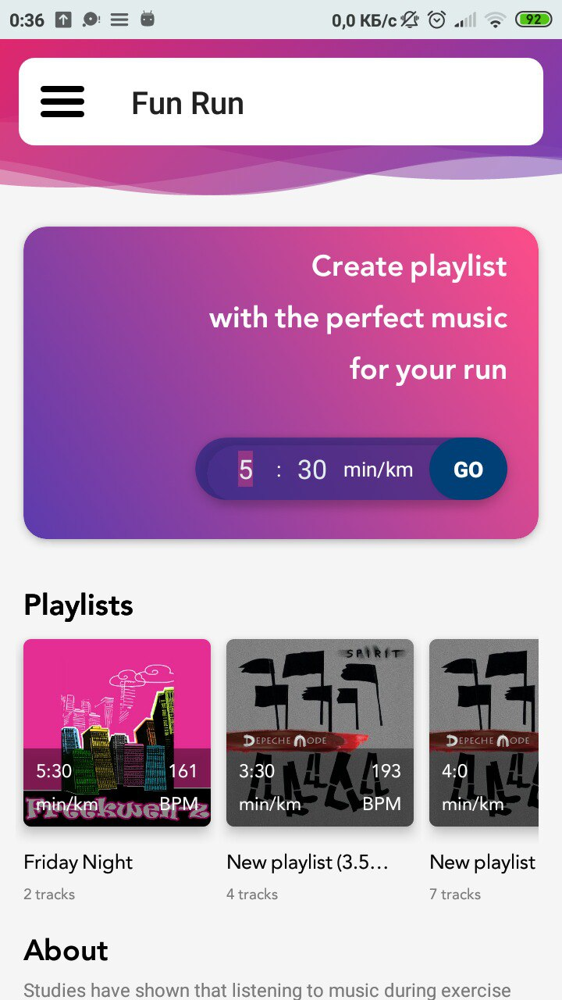 0:36
0,0 КБ/с
92
Fun Run
Create playlist
with the perfect music
for your run
5 : 30 min/km GO
Playlists
SPIRIT
DEPECHE MODE
DEPECHE MODE
5:30 161
min/km BPM
Freekwell'z
3:30 193
min/km BPM
4:0
min/km
Friday Night
2 tracks
New playlist (3.5...
4 tracks
New playlist
7 tracks
About
Studies have shown that listening to music during exercise